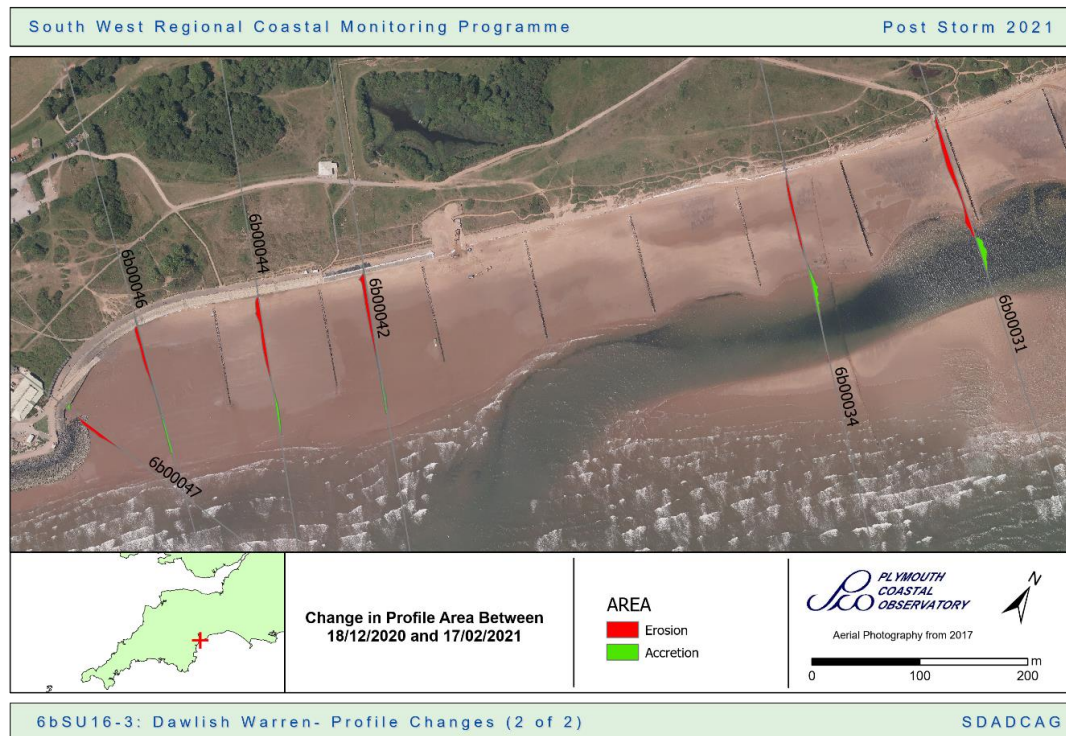 South West Regional Coastal Monitoring Programme
Post Storm 2021
6b00046
6b00044
6b00042
6b00047
6b00034
6b00031
Change in Profile Area Between
18/12/2020 and 17/02/2021
AREA
Erosion
Accretion
PCO
PLYMOUTH
COASTAL
OBSERVATORY
N
Aerial Photography from 2017
m
0 100 200
6bSU16-3: Dawlish Warren- Profile Changes (2 of 2)
SDADCAG